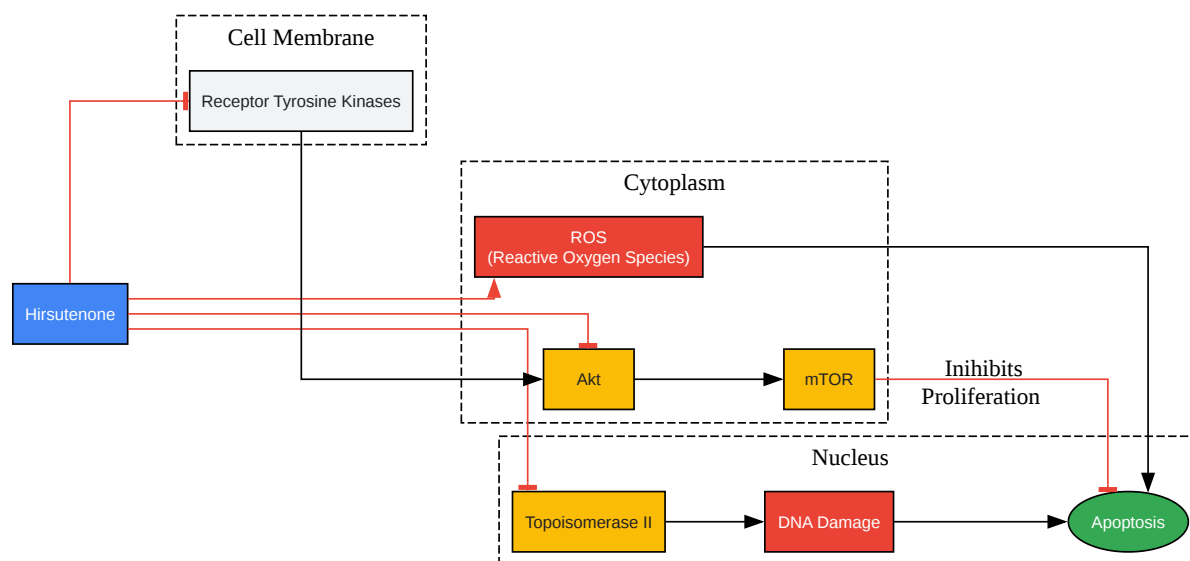 Cell Membrane
Receptor Tyrosine Kinases
Cytoplasm
ROS
(Reactive Oxygen Species)
Hirsutenone
Akt
mTOR
Inihibits
Proliferation
Nucleus
Topoisomerase II
DNA Damage
Apoptosis